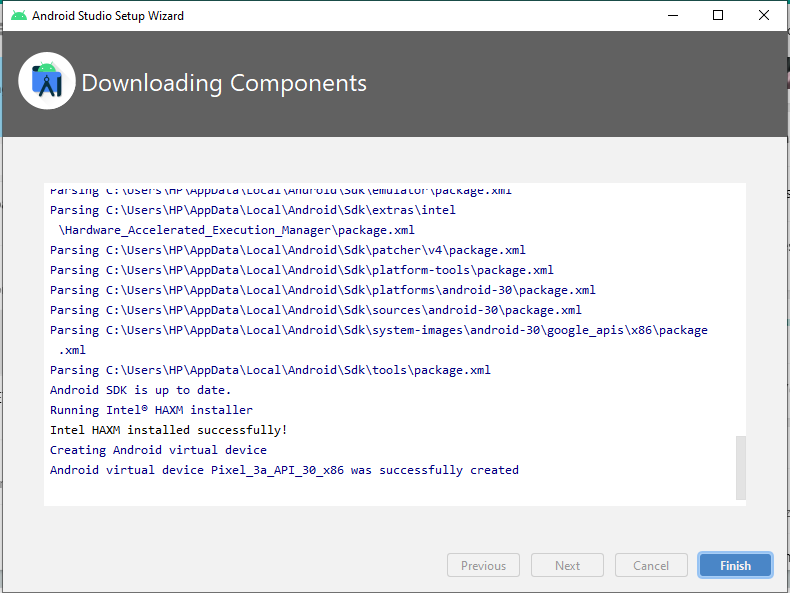 Android Studio Setup Wizard
Downloading Components
Parsing C:\Users\HP\AppData\Local\Android\Sdk\emulator\package.xml
Parsing C:\Users\HP\AppData\Local\Android\Sdk\extras\intel
\Hardware_Accelerated_Execution_Manager\package.xml
Parsing C:\Users\HP\AppData\Local\Android\Sdk\patcher\v4\package.xml
Parsing C:\Users\HP\AppData\Local\Android\Sdk\platform-tools\package.xml
Parsing C:\Users\HP\AppData\Local\Android\Sdk\platforms\android-30\package.xml
Parsing C:\Users\HP\AppData\Local\Android\Sdk\sources\android-30\package.xml
Parsing C:\Users\HP\AppData\Local\Android\Sdk\system-images\android-30\google_apis\x86\package
.xml
Parsing C:\Users\HP\AppData\Local\Android\Sdk\tools\package.xml
Android SDK is up to date.
Running Intel® HAXM installer
Intel HAXM installed successfully!
Creating Android virtual device
Android virtual device Pixel_3a_API_30_x86 was successfully created
Previous Next Cancel Finish